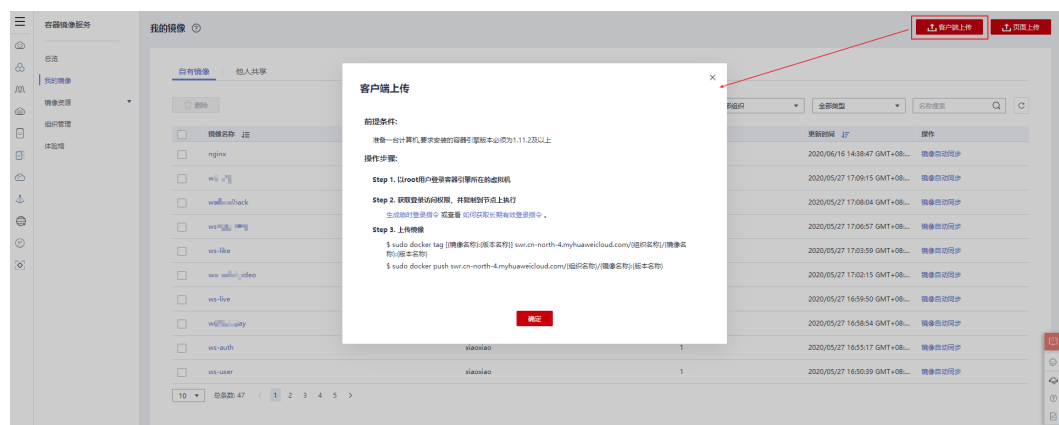 容器镜像服务
我的镜像
客户端上传
页面上传
总览
我的镜像
镜像资源
组织管理
体验馆
自有镜像 他人共享
删除
全部类型
名称搜索
镜像名称
更新时间
操作
nginx
2020/06/16 14:38:47 GMT+08:... 镜像自动同步
2020/05/27 17:09:15 GMT+08:... 镜像自动同步
2020/05/27 17:08:04 GMT+08:... 镜像自动同步
2020/05/27 17:06:57 GMT+08:... 镜像自动同步
ws-like
2020/05/27 17:03:59 GMT+08:... 镜像自动同步
2020/05/27 17:02:15 GMT+08:... 镜像自动同步
ws-live
2020/05/27 16:59:50 GMT+08:... 镜像自动同步
2020/05/27 16:58:54 GMT+08:... 镜像自动同步
ws-auth xiaoxiao 1 2020/05/27 16:55:17 GMT+08:... 镜像自动同步
ws-user xiaoxiao 1 2020/05/27 16:50:39 GMT+08:... 镜像自动同步
10 总条数: 47 < 1 2 3 4 5 >
客户端上传
前提条件:
准备一台计算机,要求安装的容器引擎版本必须为1.11.2及以上
操作步骤:
Step 1. 以root用户登录容器引擎所在的虚拟机
Step 2. 获取登录访问权限，并复制到节点上执行
生成临时登录指令 或查看 如何获取长期有效登录指令 。
Step 3. 上传镜像
$ sudo docker tag [{镜像名称}:{版本名称}] swr.cn-north-4.myhuaweicloud.com/{组织名称}/{镜像名
称}:{版本名称}
$ sudo docker push swr.cn-north-4.myhuaweicloud.com/{组织名称}/{镜像名称}:{版本名称}
确定